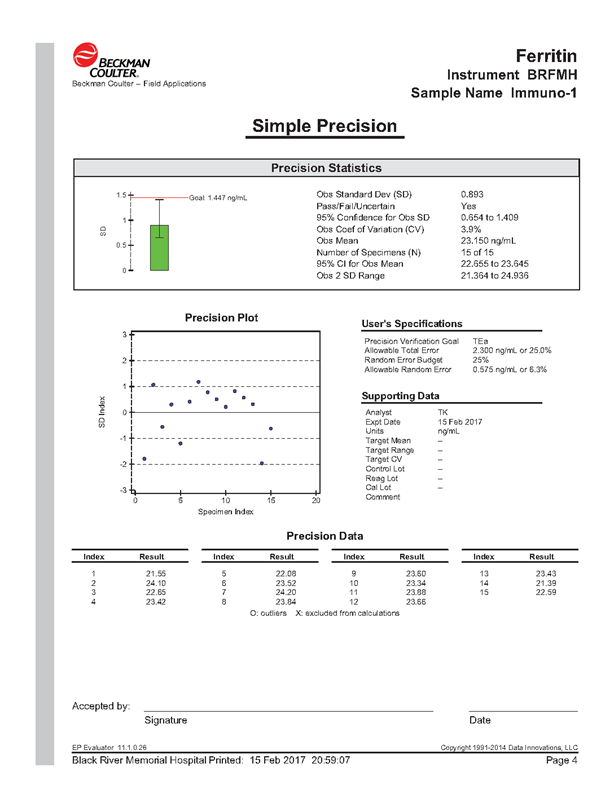 BECKMAN
COULTER.
Beckman Coulter – Field Applications
Ferritin
Instrument BRFMH
Sample Name Immuno-1
Simple Precision
Precision Statistics
1.5
1
0.5
0
SD
Goal: 1.447 ng/mL
Obs Standard Dev (SD) 0.893
Pass/Fail/Uncertain Yes
95% Confidence for Obs SD 0.654 to 1.409
Obs Coef of Variation (CV) 3.9%
Obs Mean 23.150 ng/mL
Number of Specimens (N) 15 of 15
95% CI for Obs Mean 22.655 to 23.645
Obs 2 SD Range 21.364 to 24.936
Precision Plot
3
2
1
0
-1
-2
-3
SD Index
0 5 10 15 20
Specimen Index
User's Specifications
Precision Verification Goal TEa
Allowable Total Error 2.300 ng/mL or 25.0%
Random Error Budget 25%
Allowable Random Error 0.575 ng/mL or 6.3%
Supporting Data
Analyst TK
Expt Date 15 Feb 2017
Units ng/mL
Target Mean –
Target Range –
Target CV –
Control Lot –
Reag Lot –
Cal Lot –
Comment
Precision Data
Index Result Index Result Index Result Index Result
1 21.55 5 22.08 9 23.60 13 23.43
2 24.10 6 23.52 10 23.34 14 21.39
3 22.65 7 24.20 11 23.88 15 22.59
4 23.42 8 23.84 12 23.66
O: outliers X: excluded from calculations
Accepted by:
Signature Date
EP Evaluator 11.1.0.26 Copyright 1991-2014 Data Innovations, LLC
Black River Memorial Hospital Printed: 15 Feb 2017 20:59:07 Page 4